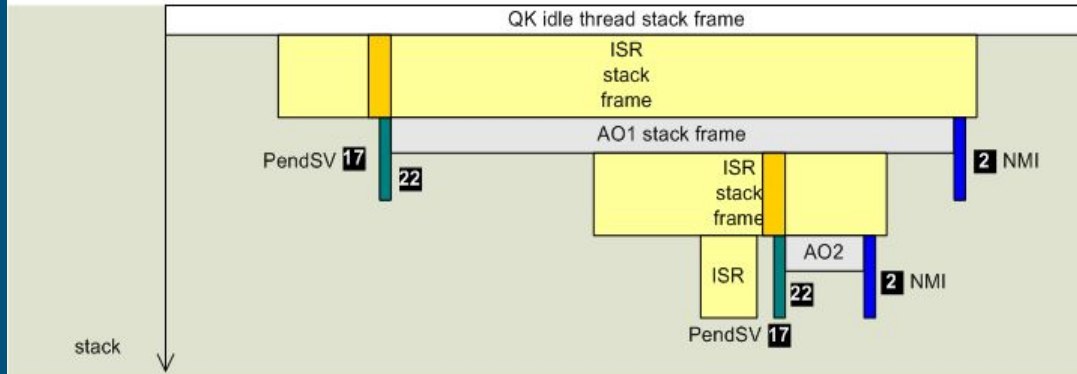 QK idle thread stack frame
ISR
stack
frame
AO1 stack frame
PendSV 17
22
2 NMI
ISR
stack
frame
ISR
AO2
22
2 NMI
PendSV 17
stack